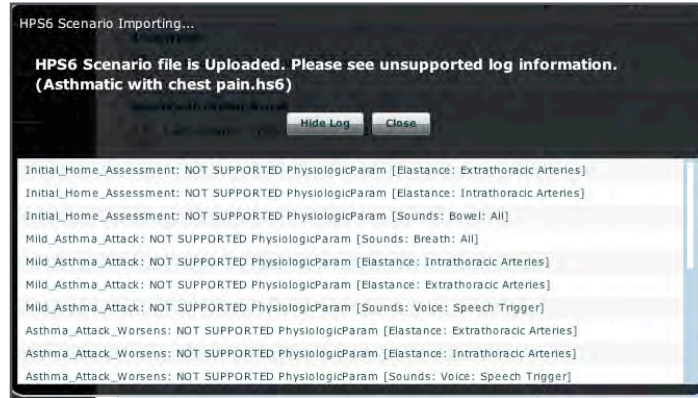 HPS6 Scenario Importing...
HPS6 Scenario file is Uploaded. Please see unsupported log information.
(Asthmatic with chest pain.hs6)
Hide Log Close
Initial_Home_Assessment: NOT SUPPORTED PhysiologicParam [Elastance: Extrathoracic Arteries]
Initial_Home_Assessment: NOT SUPPORTED PhysiologicParam [Elastance: Intrathoracic Arteries]
Initial_Home_Assessment: NOT SUPPORTED PhysiologicParam [Sounds: Bowel: All]
Mild_Asthma_Attack: NOT SUPPORTED PhysiologicParam [Sounds: Breath: All]
Mild_Asthma_Attack: NOT SUPPORTED PhysiologicParam [Elastance: Intrathoracic Arteries]
Mild_Asthma_Attack: NOT SUPPORTED PhysiologicParam [Elastance: Extrathoracic Arteries]
Mild_Asthma_Attack: NOT SUPPORTED PhysiologicParam [Sounds: Voice: Speech Trigger]
Asthma_Attack_Worsens: NOT SUPPORTED PhysiologicParam [Elastance: Extrathoracic Arteries]
Asthma_Attack_Worsens: NOT SUPPORTED PhysiologicParam [Elastance: Intrathoracic Arteries]
Asthma_Attack_Worsens: NOT SUPPORTED PhysiologicParam [Sounds: Voice: Speech Trigger]